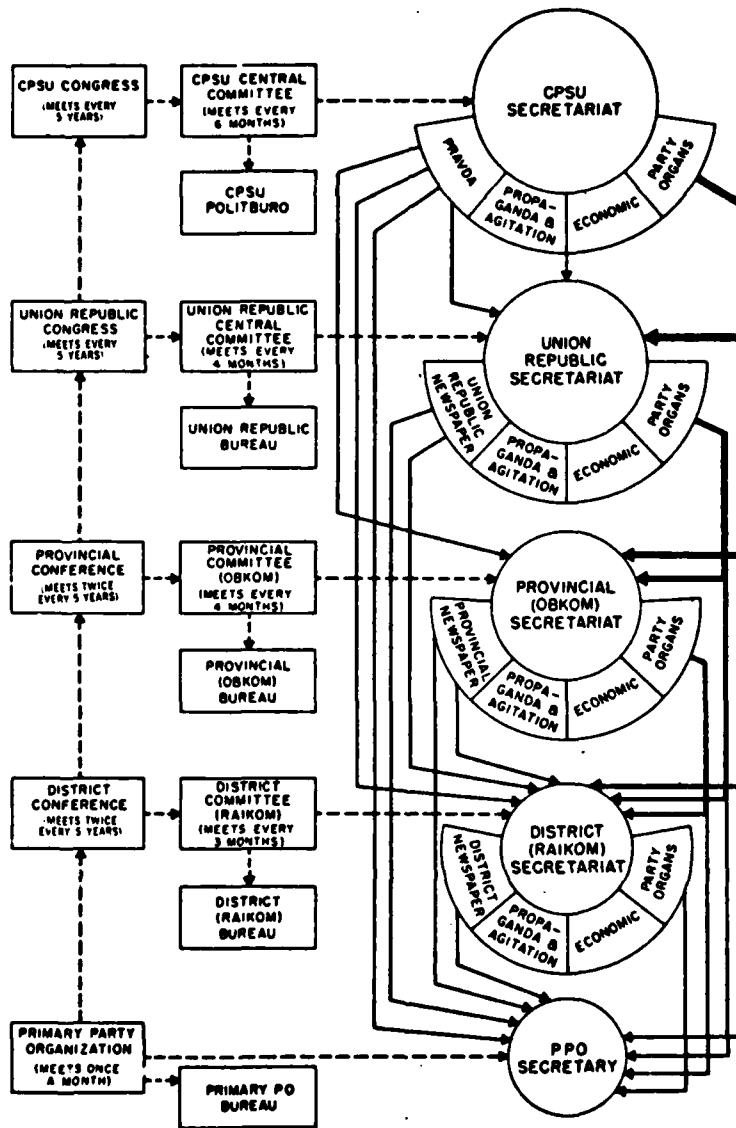 CPSU CONGRESS
(MEETS EVERY
5 YEARS)
CPSU CENTRAL
COMMITTEE
(MEETS EVERY
6 MONTHS)
CPSU
POLITBURO
CPSU
SECRETARIAT
PRAVDA
PROPA-
GANDA &
AGITATION
ECONOMIC
PARTY
ORGANS
UNION REPUBLIC
CONGRESS
(MEETS EVERY
5 YEARS)
UNION REPUBLIC
CENTRAL
COMMITTEE
(MEETS EVERY
4 MONTHS)
UNION REPUBLIC
BUREAU
UNION
REPUBLIC
SECRETARIAT
UNION
REPUBLIC
NEWSPAPER
PROPA-
GANDA &
AGITATION
ECONOMIC
PARTY
ORGANS
PROVINCIAL
CONFERENCE
(MEETS TWICE
EVERY 5 YEARS)
PROVINCIAL
COMMITTEE
(OBKOM)
(MEETS EVERY
4 MONTHS)
PROVINCIAL
(OBKOM)
BUREAU
PROVINCIAL
(OBKOM)
SECRETARIAT
PROVINCIAL
NEWSPAPER
PROPA-
GANDA &
AGITATION
ECONOMIC
PARTY
ORGANS
DISTRICT
CONFERENCE
(MEETS TWICE
EVERY 5 YEARS)
DISTRICT
COMMITTEE
(RAIKOM)
(MEETS EVERY
3 MONTHS)
DISTRICT
(RAIKOM)
BUREAU
DISTRICT
(RAIKOM)
SECRETARIAT
DISTRICT
NEWSPAPER
PROPA-
GANDA &
AGITATION
ECONOMIC
PARTY
ORGANS
PRIMARY PARTY
ORGANIZATION
(MEETS ONCE
A MONTH)
PRIMARY PO
BUREAU
PPO
SECRETARY